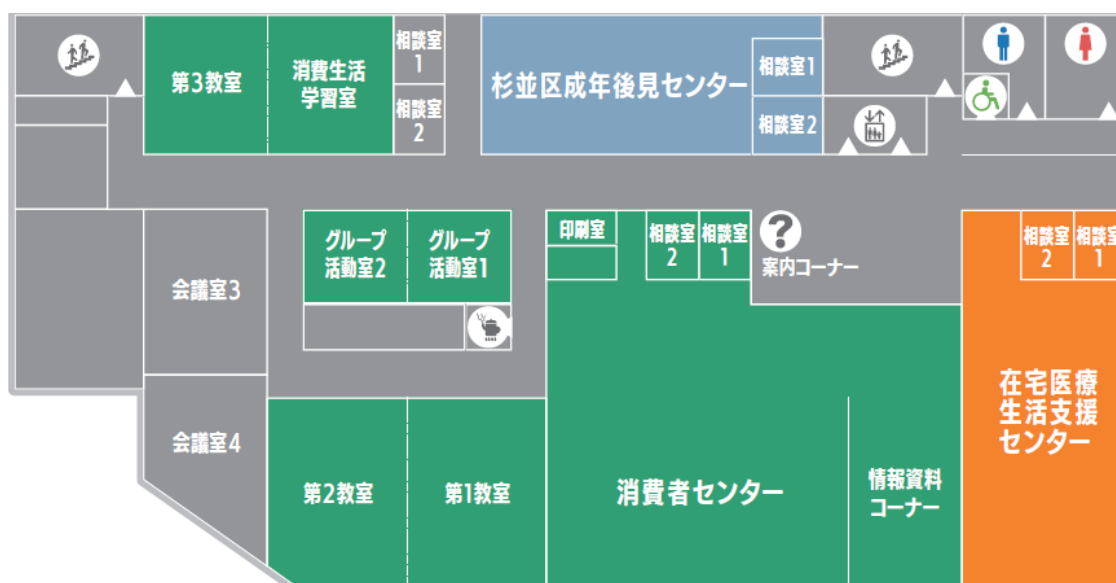 第3教室
消費生活
学習室
相談室
1
相談室
2
杉並区成年後見センター
相談室1
相談室2
グループ
活動室2
グループ
活動室1
印刷室
相談室
2
相談室
1
?
案内コーナー
相談室
2
相談室
1
会議室3
会議室4
第2教室
第1教室
消費者センター
情報資料
コーナー
在宅医療
生活支援
センター